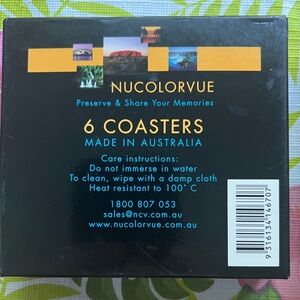 NUCOLORVUE
Preserve & Share Your Memories
6 COASTERS
MADE IN AUSTRALIA
Care instructions:
Do not immerse in water
To clean, wipe with a damp cloth
Heat resistant to 100° C
1800 807 053
sales@ncv.com.au
www.nucolorvue.com.au
9 316134 146707